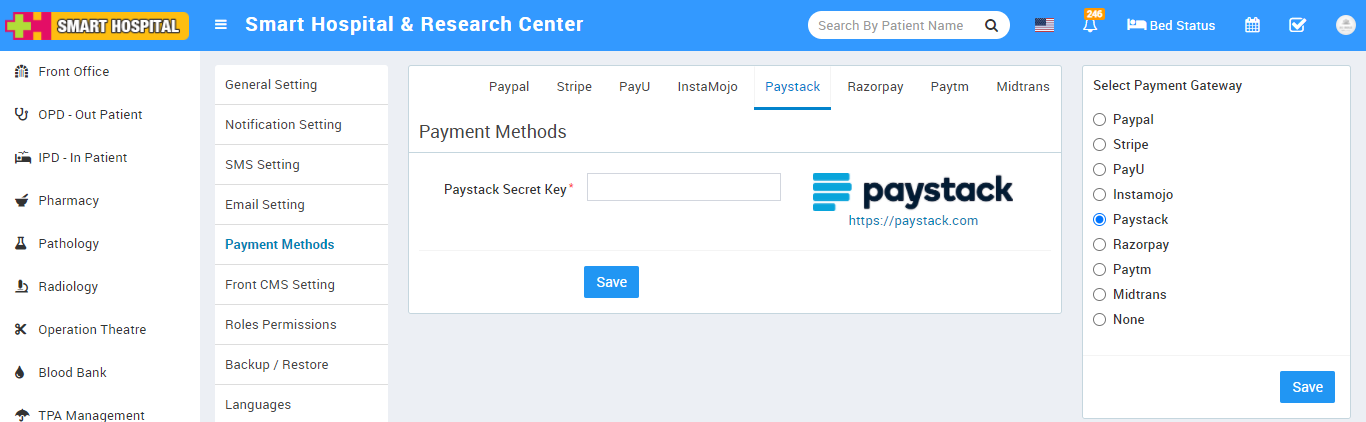 SMART HOSPITAL
Smart Hospital & Research Center
Search By Patient Name
246
Bed Status
Front Office
OPD - Out Patient
IPD - In Patient
Pharmacy
Pathology
Radiology
Operation Theatre
Blood Bank
TPA Management
General Setting
Notification Setting
SMS Setting
Email Setting
Payment Methods
Front CMS Setting
Roles Permissions
Backup / Restore
Languages
Paypal Stripe PayU InstaMojo Paystack Razorpay Paytm Midtrans
Payment Methods
Paystack Secret Key*
paystack
https://paystack.com
Save
Select Payment Gateway
Paypal
Stripe
PayU
Instamojo
Paystack
Razorpay
Paytm
Midtrans
None
Save